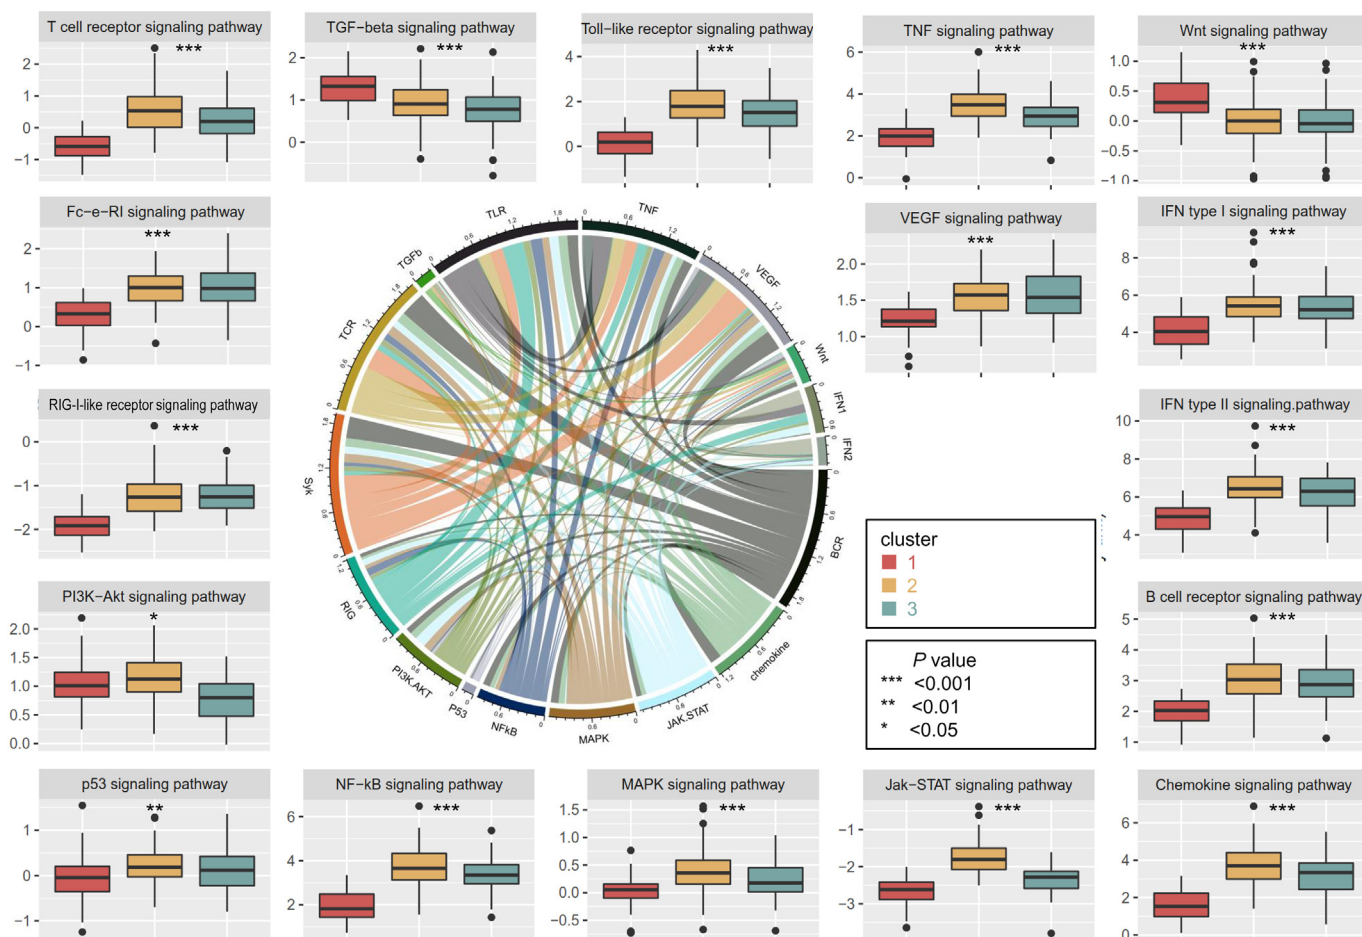 T cell receptor signaling pathway
***
2
1
0
−1
TGF-beta signaling pathway
***
2
1
0
Toll-like receptor signaling pathway
***
4
2
0
TNF signaling pathway
***
6
4
2
0
Wnt signaling pathway
***
1.0
0.5
0.0
−0.5
−1.0
Fc−e−RI signaling pathway
***
2
1
0
−1
VEGF signaling pathway
***
2.0
1.5
1.0
IFN type I signaling pathway
***
8
6
4
RIG-I-like receptor signaling pathway
***
0
−1
−2
IFN type II signaling.pathway
***
10
8
6
4
PI3K−Akt signaling pathway
*
2.0
1.5
1.0
0.5
0.0
B cell receptor signaling pathway
***
5
4
3
2
1
TLR
TNF
VEGF
Wnt
IFN1
IFN2
BCR
chemokine
JAK.STAT
MAPK
NFkB
P53
PI3K.AKT
RIG
Syk
TCR
TGFb
cluster
1
2
3
P value
*** <0.001
** <0.01
* <0.05
p53 signaling pathway
**
1
0
−1
NF-kB signaling pathway
***
6
4
2
MAPK signaling pathway
***
1.5
1.0
0.5
0.0
−0.5
Jak−STAT signaling pathway
***
−1
−2
−3
Chemokine signaling pathway
***
6
4
2
0